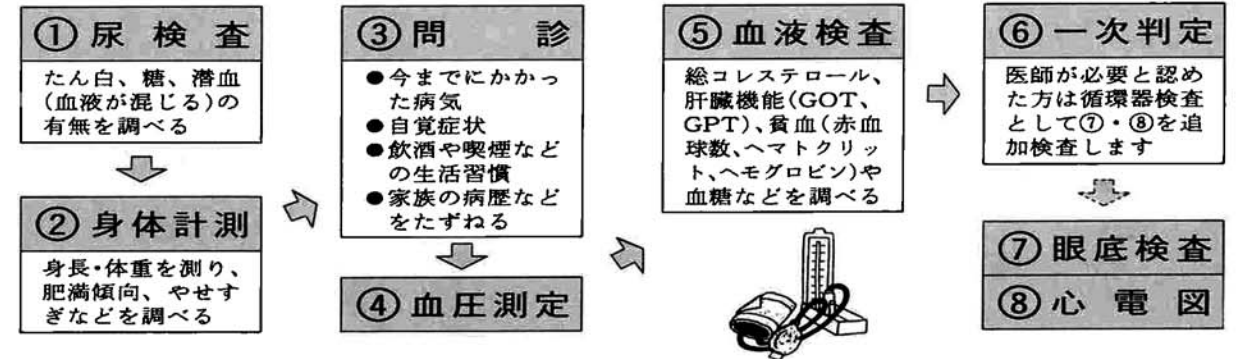 ①尿検査
たん白、糖、潜血
(血液が混じる)の
有無を調べる
②身体計測
身長・体重を測り、
肥満傾向、やせす
ぎなどを調べる
③問診
●今までにかかっ
た病気
●自覚症状
●飲酒や喫煙など
の生活習慣
●家族の病歴など
をたずねる
④血圧測定
⑤血液検査
総コレステロール、
肝臓機能(GOT、
GPT)、貧血(赤血
球数、ヘマトクリッ
ト、ヘモグロビン)や
血糖などを調べる
⑥一次判定
医師が必要と認め
た方は循環器検査
として⑦・⑧を追
加検査します
⑦眼底検査
⑧心電図